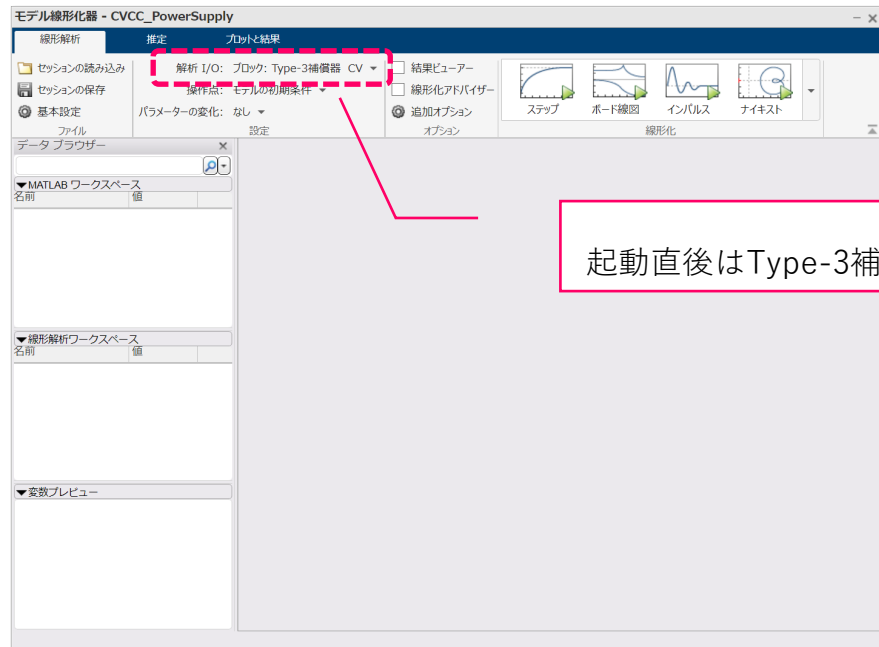 モデル線形化器 - CVCC_PowerSupply
線形解析 推定 プロットと結果
セッションの読み込み
セッションの保存
基本設定
ファイル
解析 I/O: ブロック: Type-3補償器 CV
操作点: モデルの初期条件
パラメーターの変化: なし
設定
結果ビューアー
線形化アドバイザー
追加オプション
オプション
ステップ ボード線図 インパルス ナイキスト
線形化
データ ブラウザー
MATLAB ワークスペース
名前 値
線形解析ワークスペース
名前 値
変数プレビュー
起動直後はType-3補